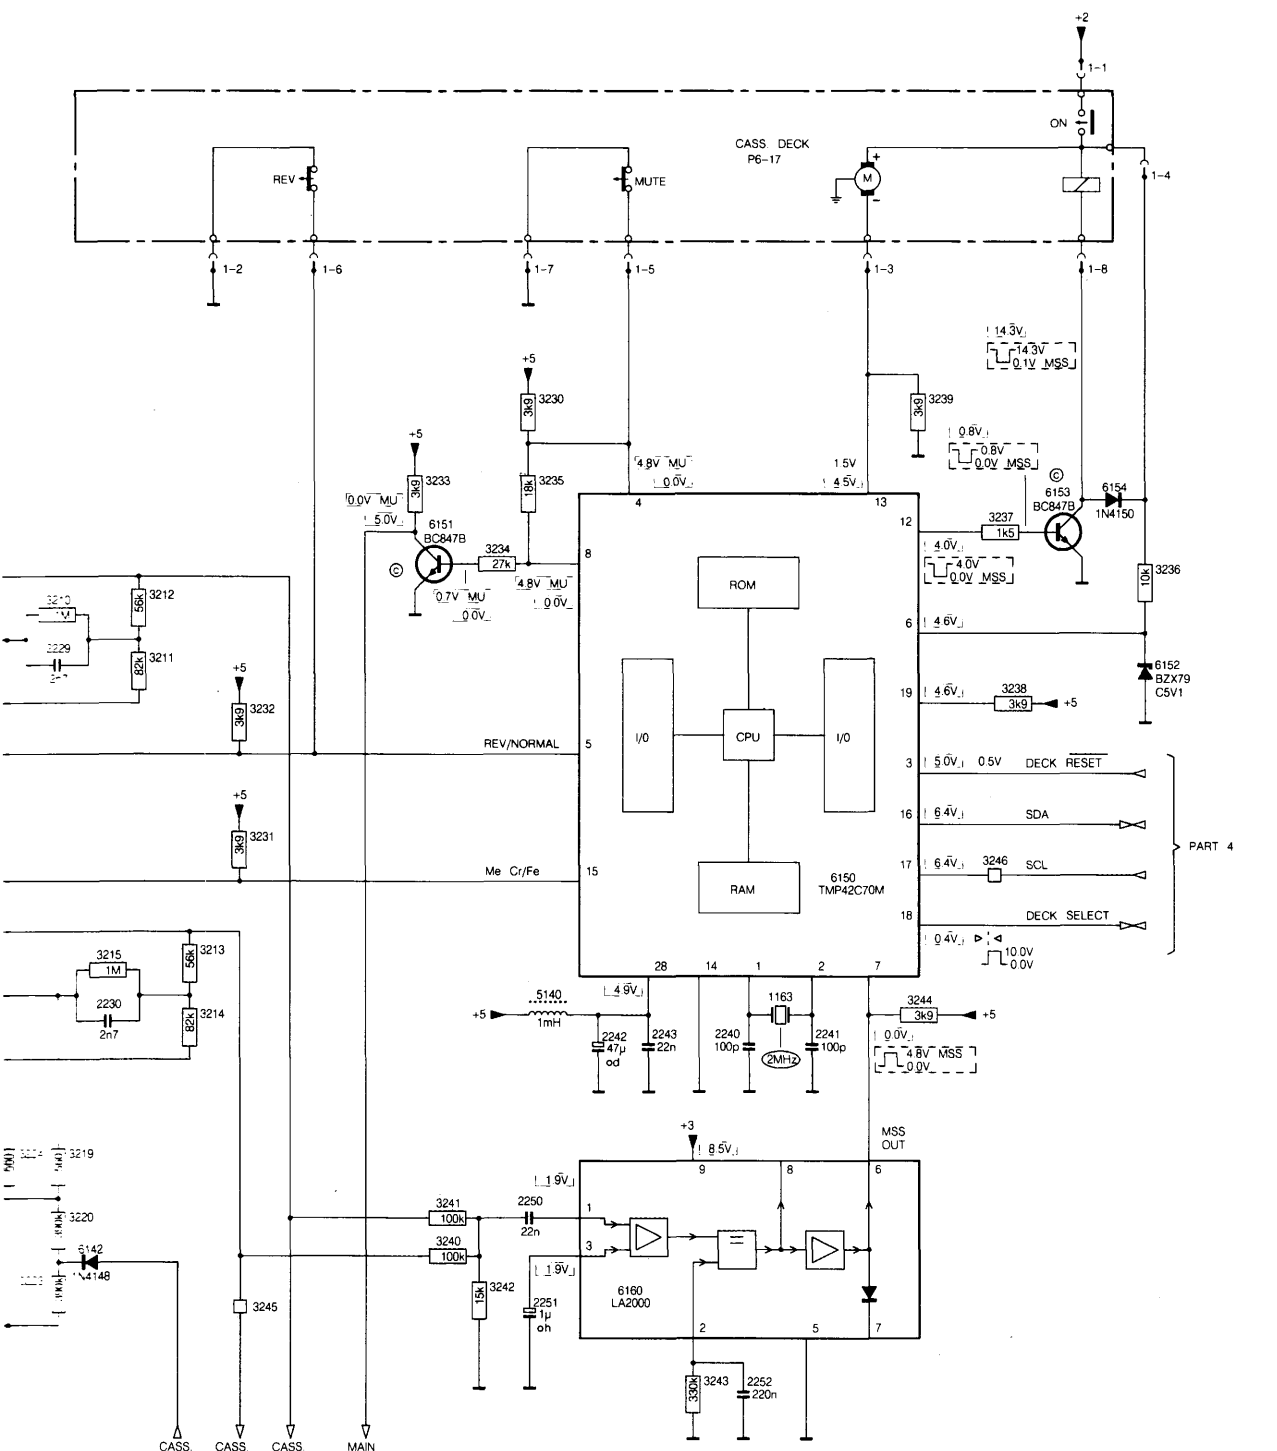 +2
1-1
ON
CASS. DECK
P6-17
REV
MUTE
M
+
−
1-4
1-2
1-6
1-7
1-5
1-3
1-8
14.3V
14.3V
0.1V MSS
+5
3k9
3230
3k9
3239
0.8V
0.8V
0.0V MSS
+5
4.8V MU
0.0V
1.5V
4.5V
3233
3k9
3235
18k
0.0V MU
5.0V
4
13
C
6153
BC847B
6154
1N4150
6151
BC847B
12
3237
1k5
3234
27k
8
4.0V
4.0V
0.0V MSS
C
4.8V MU
0.0V
0.7V MU
0.0V
ROM
3236
10k
3212
56k
1M
6
4.6V
3229
3211
82k
6152
BZX79
C5V1
+5
19
4.6V
3238
3k9
+5
3232
3k9
REV/NORMAL
5
I/0
CPU
I/0
3
5.0V
0.5V
DECK RESET
+5
16
6.4V
SDA
3231
3k9
PART 4
17
6.4V
3246
SCL
Me Cr/Fe
15
RAM
6150
TMP42C70M
18
DECK SELECT
0.4V
10.0V
0.0V
3213
56k
3215
1M
28
14
1
2
7
4.9V
5140
1mH
+5
1163
3244
3k9
+5
2230
2n7
3214
82k
2242
47µ
od
2243
22n
2240
100p
2241
100p
2MHz
0.0V
4.8V MSS
0.0V
+3
8.5V
MSS
OUT
3219
9
8
6
1.9V
3220
390k
3241
100k
2250
22n
1
3240
100k
3
1.9V
6142
1N4148
390k
3245
3242
15k
2251
1µ
oh
6160
LA2000
2
5
7
3243
330k
2252
220n
CASS.
CASS.
CASS.
MAIN